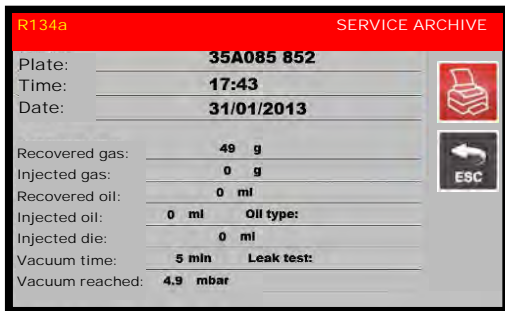 R134a SERVICE ARCHIVE
Plate: 35A085 852
Time: 17:43
Date: 31/01/2013
Recovered gas: 49 g
Injected gas: 0 g
Recovered oil: 0 ml
Injected oil: 0 ml Oil type:
Injected die: 0 ml
Vacuum time: 5 min Leak test:
Vacuum reached: 4.9 mbar
ESC